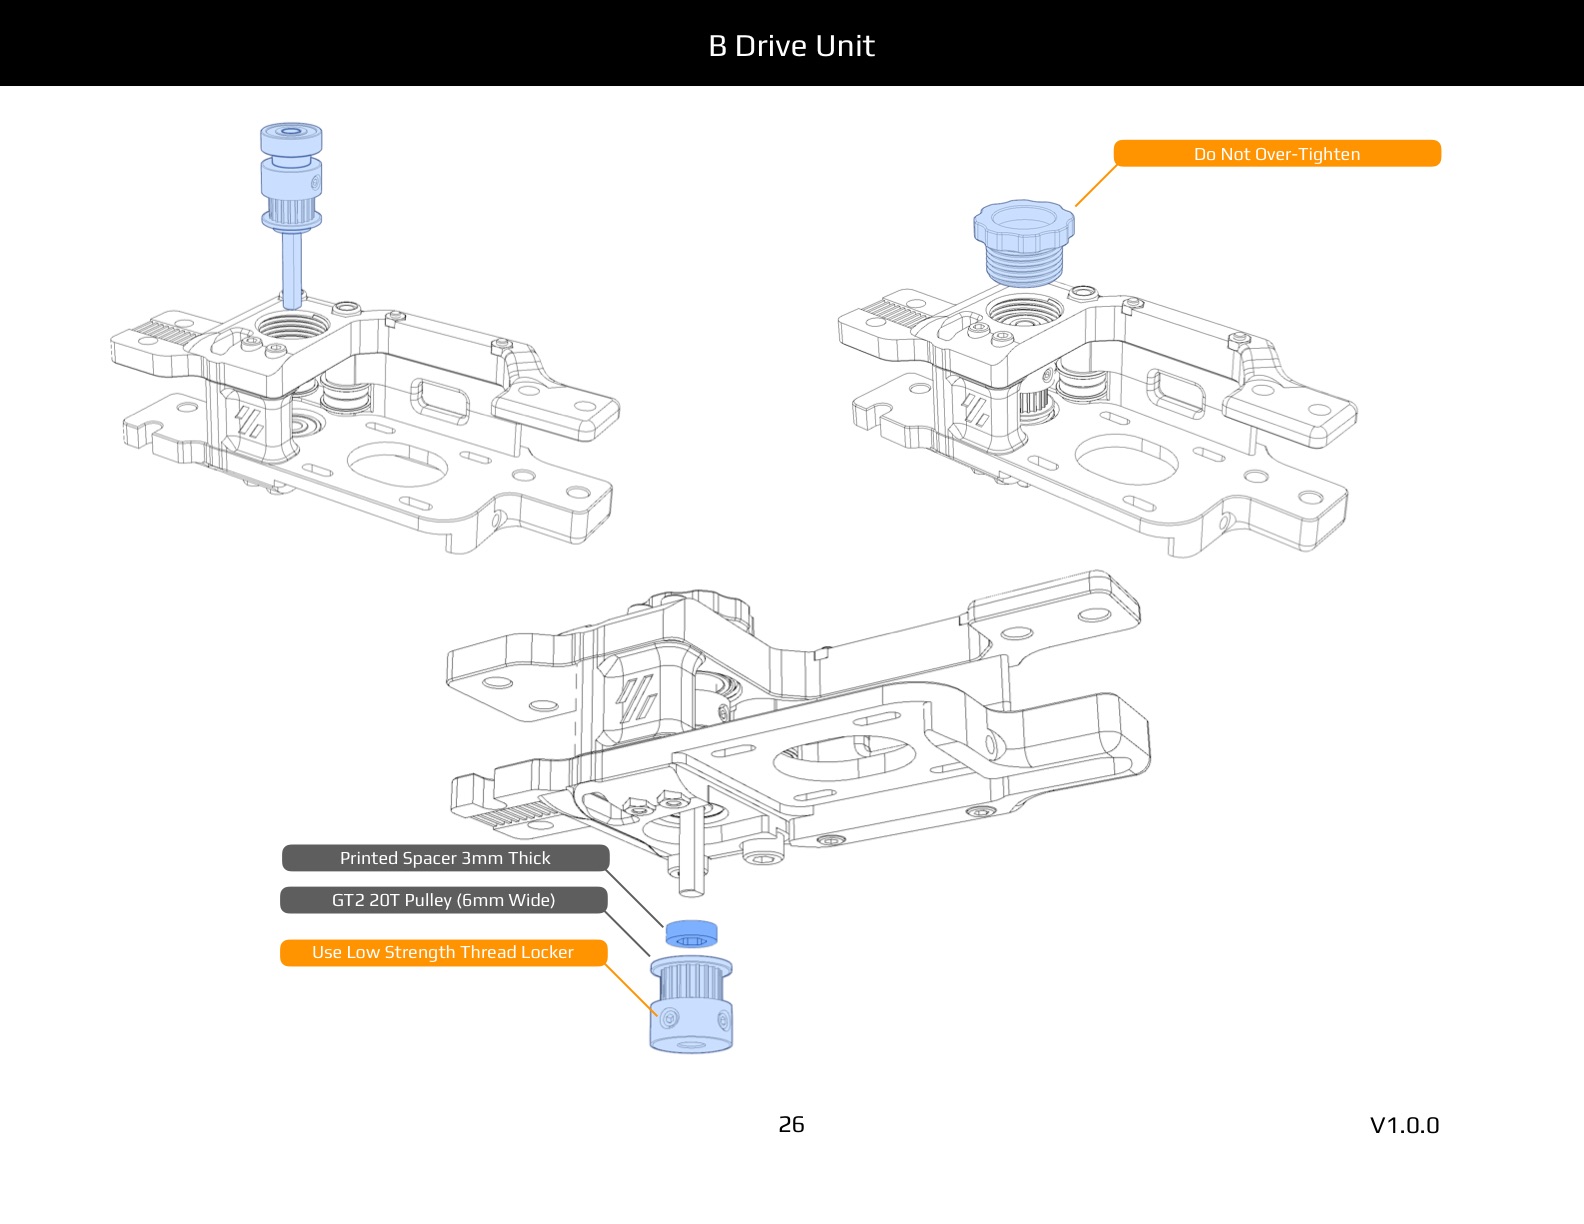 B Drive Unit
Do Not Over-Tighten
Printed Spacer 3mm Thick
GT2 20T Pulley (6mm Wide)
Use Low Strength Thread Locker
26
V1.0.0